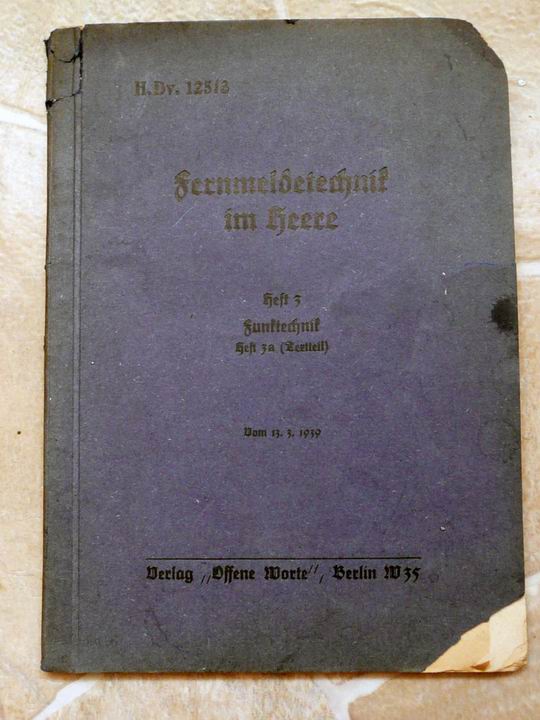 H.Dv. 125/3
Fernmeldetechnik
im Heere
Heft 3
Funktechnik
Heft 3a (Textteil)
Vom 13. 3. 1939
Verlag „Offene Worte“, Berlin W 35